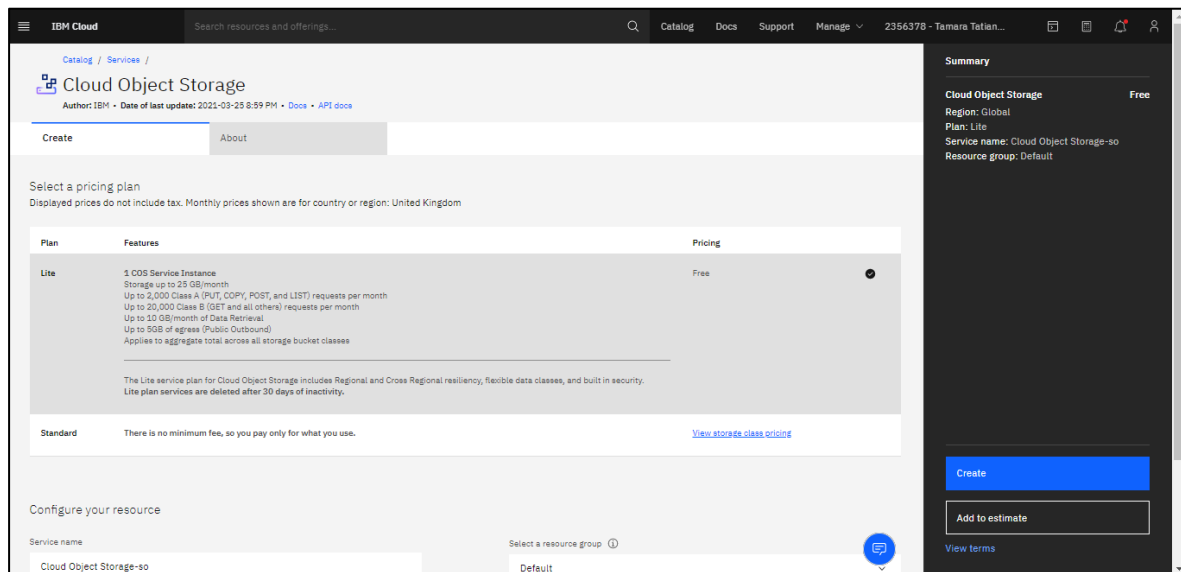 IBM Cloud
Search resources and offerings...
Catalog
Docs
Support
Manage
2356378 - Tamara Tatian...
Catalog / Services /
Cloud Object Storage
Author: IBM • Date of last update: 2021-03-25 8:59 PM • Docs • API docs
Create
About
Select a pricing plan
Displayed prices do not include tax. Monthly prices shown are for country or region: United Kingdom
Plan
Features
Pricing
Lite
1 COS Service Instance
Free
Storage up to 25 GB/month
Up to 2,000 Class A (PUT, COPY, POST, and LIST) requests per month
Up to 20,000 Class B (GET and all others) requests per month
Up to 10 GB/month of Data Retrieval
Up to 5GB of egress (Public Outbound)
Applies to aggregate total across all storage bucket classes
The Lite service plan for Cloud Object Storage includes Regional and Cross Regional resiliency, flexible data classes, and built in security.
Lite plan services are deleted after 30 days of inactivity.
Standard
There is no minimum fee, so you pay only for what you use.
View storage class pricing
Configure your resource
Service name
Cloud Object Storage-so
Select a resource group
Default
Summary
Cloud Object Storage
Free
Region: Global
Plan: Lite
Service name: Cloud Object Storage-so
Resource group: Default
Create
Add to estimate
View terms